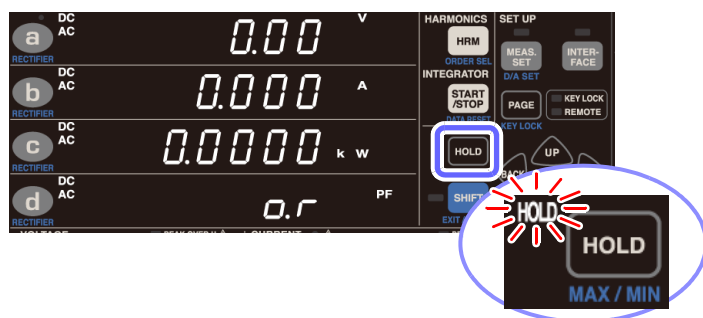 DC
AC
a
RECTIFIER
0.00
V
DC
AC
b
RECTIFIER
0.000
A
DC
AC
c
RECTIFIER
0.0000
k W
DC
AC
d
RECTIFIER
o.r
PF
HARMONICS
HRM
ORDER SEL
INTEGRATOR
START
/STOP
DATA RESET
HOLD
SHIFT
EXIT
SET UP
MEAS.
SET
D/A SET
INTER-
FACE
PAGE
KEY LOCK
KEY LOCK
REMOTE
UP
BACK
HOLD
HOLD
MAX / MIN